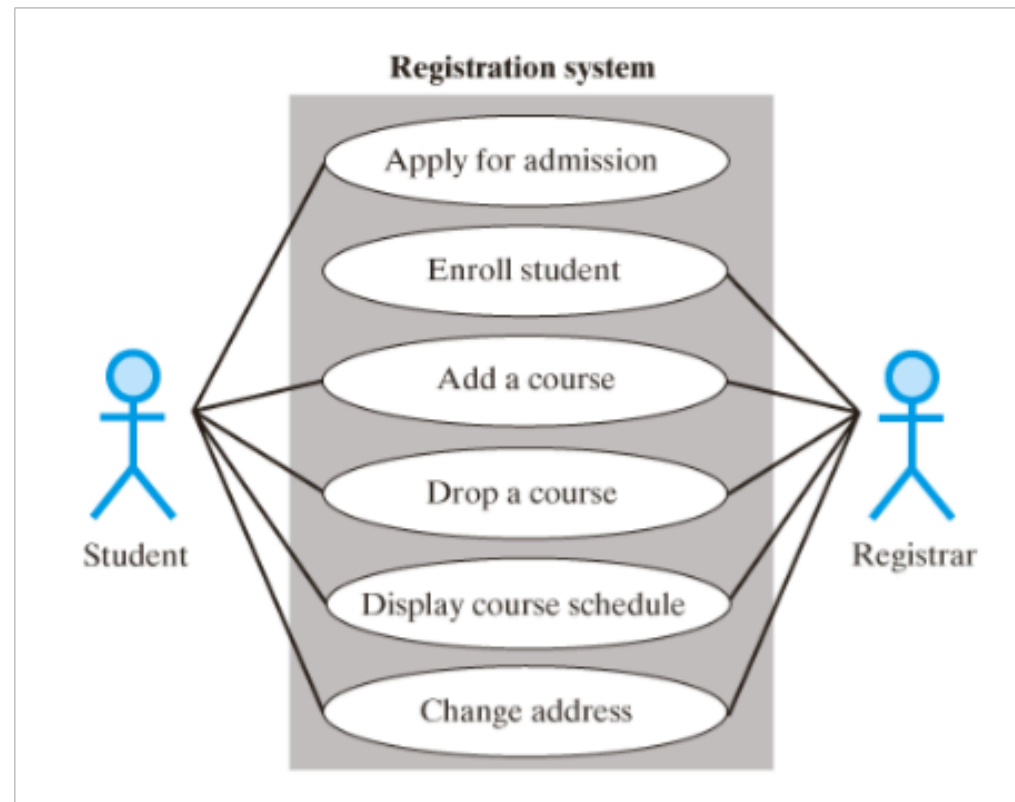 Registration system
Apply for admission
Enroll student
Add a course
Drop a course
Student
Registrar
Display course schedule
Change address